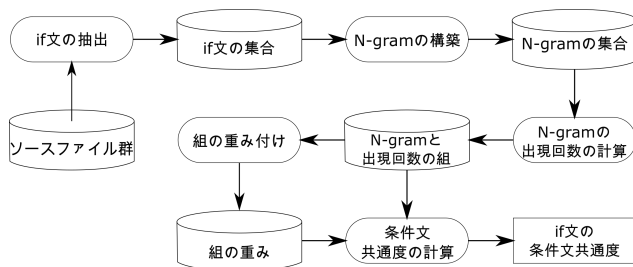 if文の抽出
if文の集合
N-gramの構築
N-gramの集合
ソースファイル群
組の重み付け
N-gramと
出現回数の組
N-gramの
出現回数の計算
組の重み
条件文
共通度の計算
if文の
条件文共通度